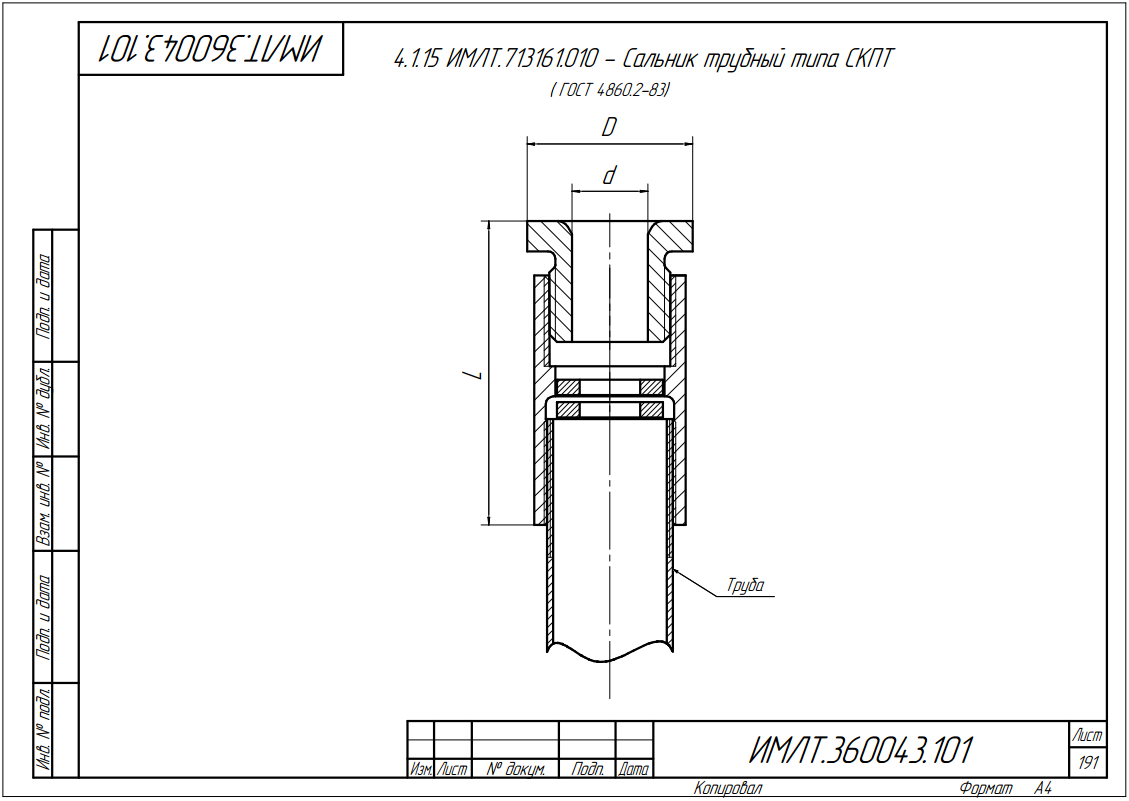 ИМЛТ.360043.101
4.1.15 ИМЛТ.713161.010 – Сальник трубный типа СКПТ
( ГОСТ 4860.2–83)
D
d
L
Труба
Подп. и дата
Инв. № дубл.
Взам. инв. №
Подп. и дата
Инв. № подл.
Изм. Лист № докум. Подп. Дата
ИМЛТ.360043.101
Лист
191
Копировал Формат А4